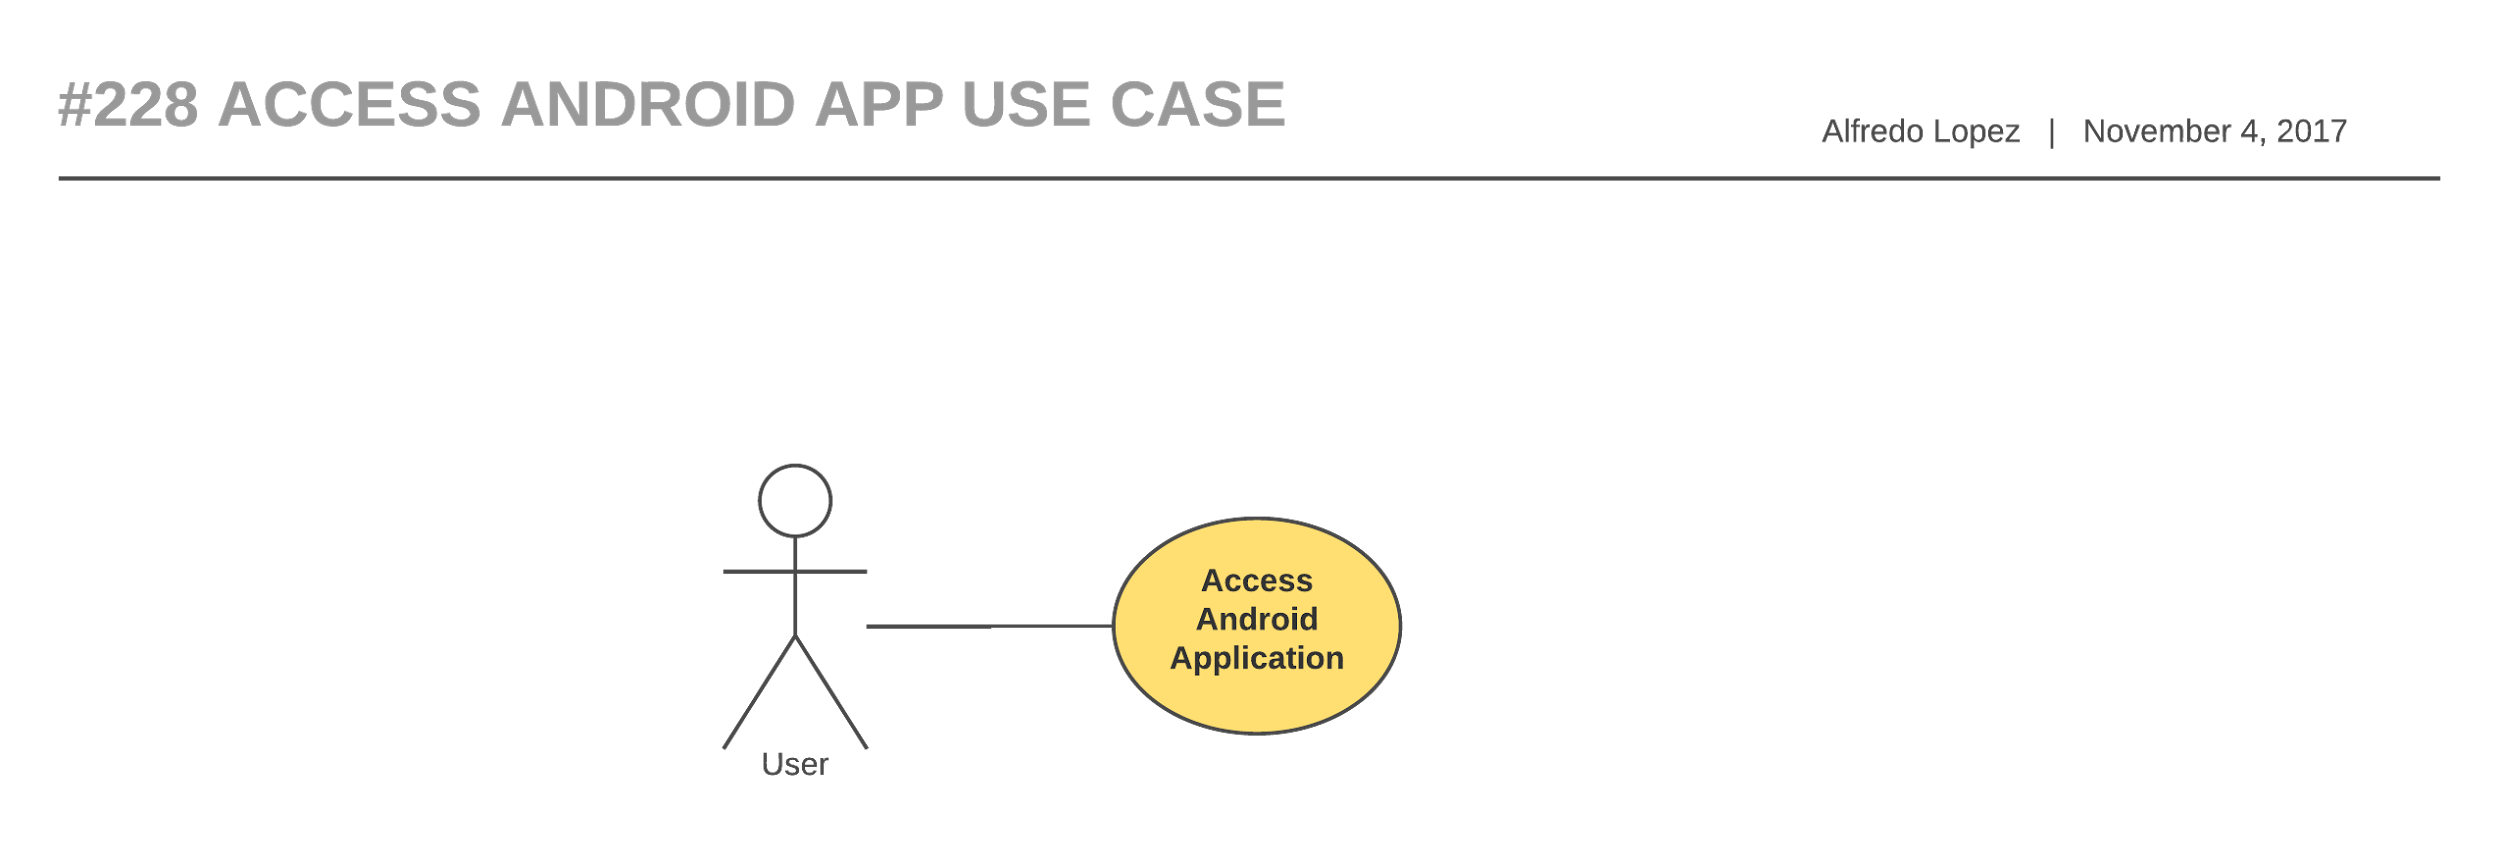 #228 ACCESS ANDROID APP USE CASE
Alfredo Lopez | November 4, 2017
Access
Android
Application
User